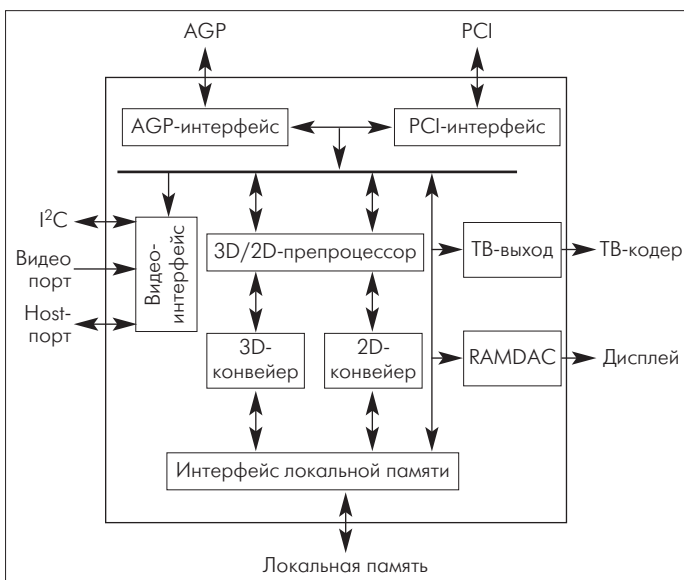 AGP
PCI
AGP-интерфейс
PCI-интерфейс
I²C
Видео
порт
Host-
порт
Видео-
интерфейс
3D/2D-препроцессор
ТВ-выход
ТВ-кодер
3D-
конвейер
2D-
конвейер
RAMDAC
Дисплей
Интерфейс локальной памяти
Локальная память